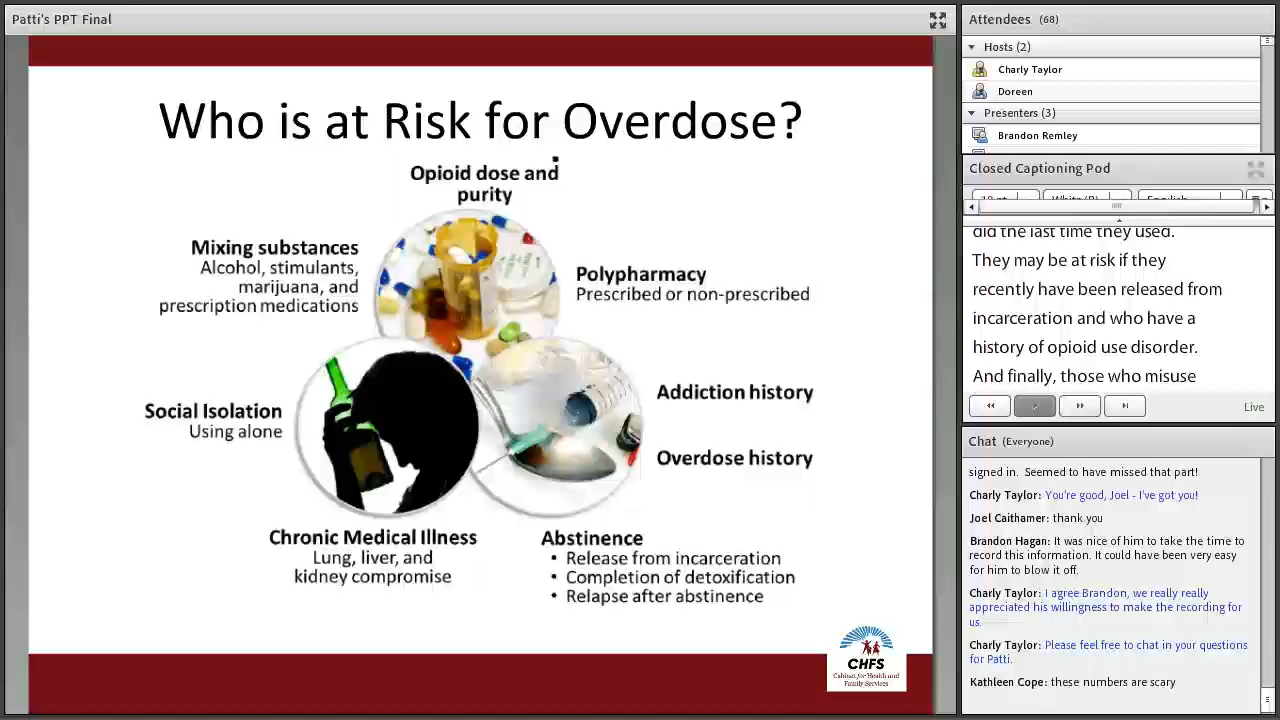 Patti's PPT Final
Who is at Risk for Overdose?
Opioid dose and
purity
Mixing substances
Alcohol, stimulants,
marijuana, and
prescription medications
Polypharmacy
Prescribed or non-prescribed
Social Isolation
Using alone
Addiction history
Overdose history
Chronic Medical Illness
Lung, liver, and
kidney compromise
Abstinence
• Release from incarceration
• Completion of detoxification
• Relapse after abstinence
CHFS
Cabinet for Health and
Family Services
Attendees (68)
Hosts (2)
Charly Taylor
Doreen
Presenters (3)
Brandon Remley
Closed Captioning Pod
English
did the last time they used.
They may be at risk if they
recently have been released from
incarceration and who have a
history of opioid use disorder.
And finally, those who misuse
Live
Chat (Everyone)
signed in. Seemed to have missed that part!
Charly Taylor: You're good, Joel - I've got you!
Joel Caithamer: thank you
Brandon Hagan: It was nice of him to take the time to
record this information. It could have been very easy
for him to blow it off.
Charly Taylor: I agree Brandon, we really really
appreciated his willingness to make the recording for
us.
Charly Taylor: Please feel free to chat in your questions
for Patti.
Kathleen Cope: these numbers are scary